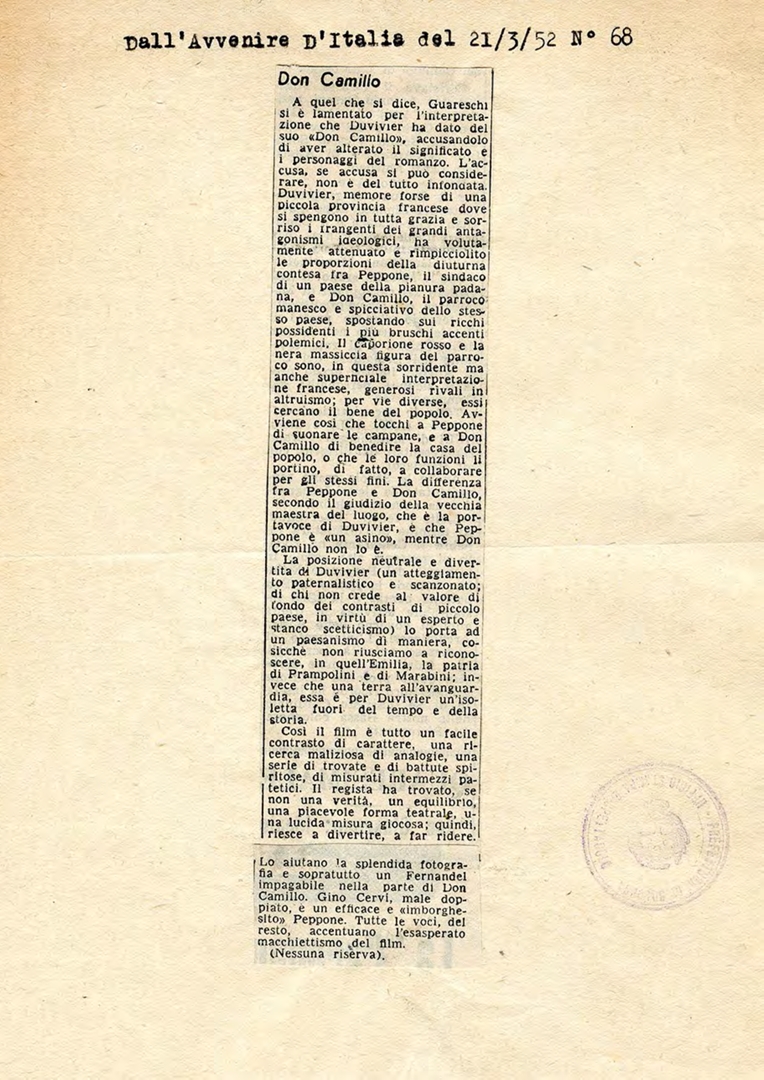 Dall'Avvenire D'Italia del 21/3/52 N° 68
Don Camillo
A quel che si dice, Guareschi
si è lamentato per l'interpreta-
zione che Duvivier ha dato del
suo «Don Camillo», accusandolo
di aver alterato il significato e
i personaggi del romanzo. L'ac-
cusa, se accusa si può conside-
rare, non è del tutto infondata.
Duvivier, memore forse di una
piccola provincia francese dove
si spengono in tutta grazia e sor-
riso i frangenti dei grandi anta-
gonismi ideologici, ha voluta-
mente attenuato e rimpicciolito
le proporzioni della diuturna
contesa fra Peppone, il sindaco
di un paese della pianura pada-
na, e Don Camillo, il parroco
manesco e spicciativo dello stes-
so paese, spostando sui ricchi
possidenti i più bruschi accenti
polemici. Il caporione rosso e la
nera massiccia figura del parro-
co sono, in questa sorridente ma
anche superficiale interpretazio-
ne francese, generosi rivali in
altruismo; per vie diverse, essi
cercano il bene del popolo. Av-
viene così che tocchi a Peppone
di suonare le campane, e a Don
Camillo di benedire la casa del
popolo, o che le loro funzioni li
portino, di fatto, a collaborare
per gli stessi fini. La differenza
fra Peppone e Don Camillo,
secondo il giudizio della vecchia
maestra del luogo, che è la por-
tavoce di Duvivier, è che Pep-
pone è «un asino», mentre Don
Camillo non lo è.
La posizione neutrale e diver-
tita di Duvivier (un atteggiamen-
to paternalistico e scanzonato;
di chi non crede al valore di
fondo dei contrasti di piccolo
paese, in virtù di un esperto e
stanco scetticismo) lo porta ad
un paesanismo di maniera, co-
sicchè non riusciamo a ricono-
scere, in quell'Emilia, la patria
di Prampolini e di Marabini; in-
vece che una terra all'avanguar-
dia, essa è per Duvivier un'iso-
letta fuori del tempo e della
storia.
Così il film è tutto un facile
contrasto di carattere, una ri-
cerca maliziosa di analogie, una
serie di trovate e di battute spi-
ritose, di misurati intermezzi pa-
tetici. Il regista ha trovato, se
non una verità, un equilibrio,
una piacevole forma teatrale, u-
na lucida misura giocosa; quindi,
riesce a divertire, a far ridere.
Lo aiutano la splendida fotogra-
fia e sopratutto un Fernandel
impagabile nella parte di Don
Camillo. Gino Cervi, male dop-
piato, è un efficace e «imborghe-
sito» Peppone. Tutte le voci, del
resto, accentuano l'esasperato
macchiettismo del film.
(Nessuna riserva).